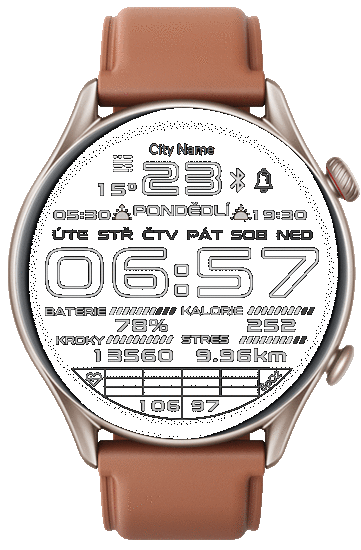 City Name
15° 23
05:30 PONDĚLÍ 19:30
ÚTE STŘ ČTV PÁT SOB NED
06:57
BATERIE KALORIE
78% 252
KROKY STRES
13560 9.96km
106 97